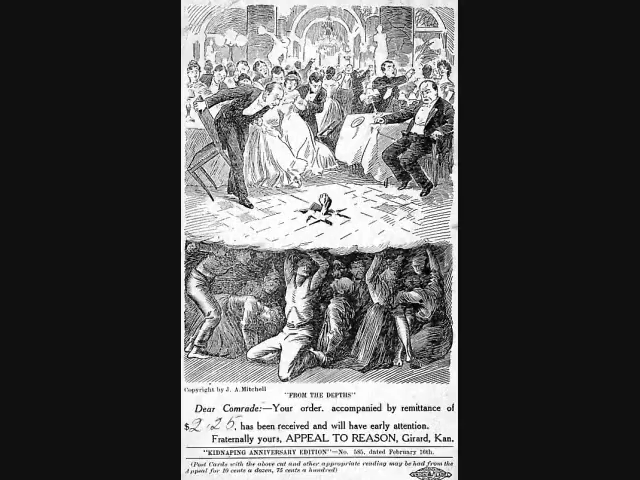 Copyright by J. A. Mitchell
"FROM THE DEPTHS"
Dear Comrade:—Your order, accompanied by remittance of
$2.25, has been received and will have early attention.
Fraternally yours, APPEAL TO REASON, Girard, Kan.
"KIDNAPING ANNIVERSARY EDITION"—No. 585, dated February 16th.
(Post Cards with the above cut and other appropriate reading may be had from the
Appeal for 10 cents a dozen, 75 cents a hundred)